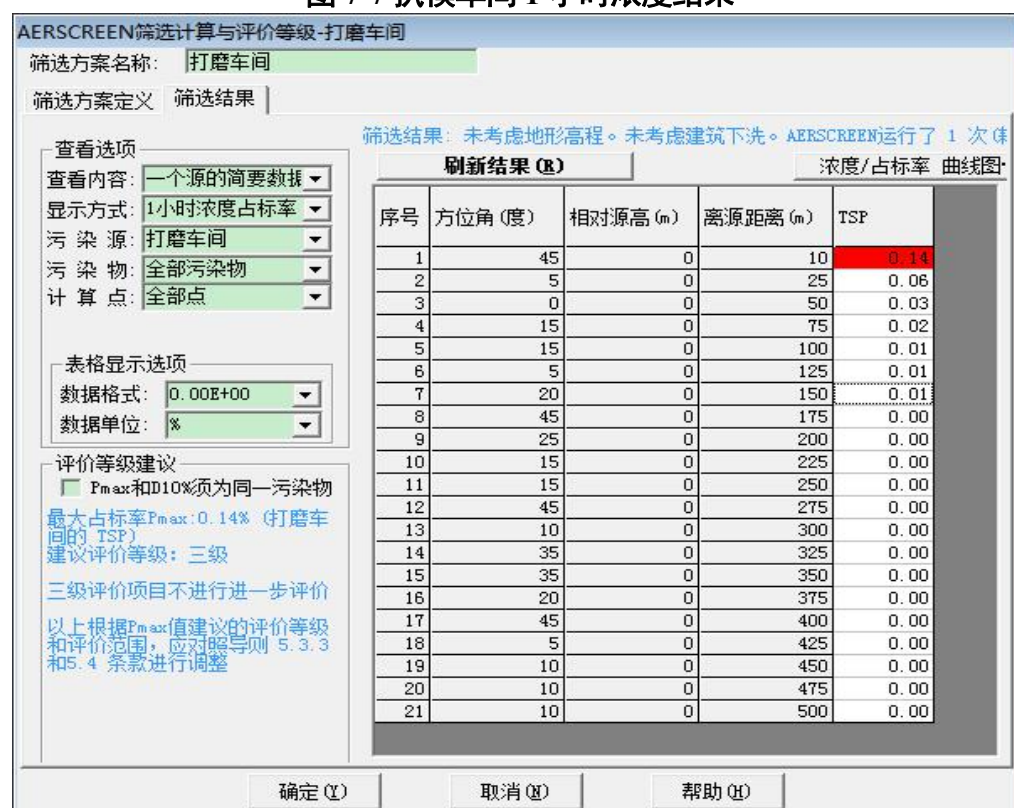 AERSCREEN筛选计算与评价等级-打磨车间
筛选方案名称: 打磨车间
筛选方案定义 筛选结果
筛选结果: 未考虑地形高程。未考虑建筑下洗。AERSCREEN运行了 1 次
查看选项
查看内容: 一个源的简要数据
显示方式: 1小时浓度占标率
污 染 源: 打磨车间
污 染 物: 全部污染物
计 算 点: 全部点
表格显示选项
数据格式: 0.00E+00
数据单位: %
评价等级建议
Pmax和D10%须为同一污染物
最大占标率Pmax:0.14% (打磨车
间的 TSP)
建议评价等级: 三级
三级评价项目不进行进一步评价
以上根据Pmax值建议的评价等级
和评价范围,应对照导则 5.3.3
和5.4 条款进行调整
刷新结果(R) 浓度/占标率 曲线图
序号 方位角(度) 相对源高(m) 离源距离(m) TSP
1 45 0 10 0.14
2 5 0 25 0.06
3 0 0 50 0.03
4 15 0 75 0.02
5 15 0 100 0.01
6 5 0 125 0.01
7 20 0 150 0.01
8 45 0 175 0.00
9 25 0 200 0.00
10 15 0 225 0.00
11 15 0 250 0.00
12 45 0 275 0.00
13 10 0 300 0.00
14 35 0 325 0.00
15 35 0 350 0.00
16 20 0 375 0.00
17 45 0 400 0.00
18 5 0 425 0.00
19 10 0 450 0.00
20 10 0 475 0.00
21 10 0 500 0.00
确定(Y) 取消(N) 帮助(H)